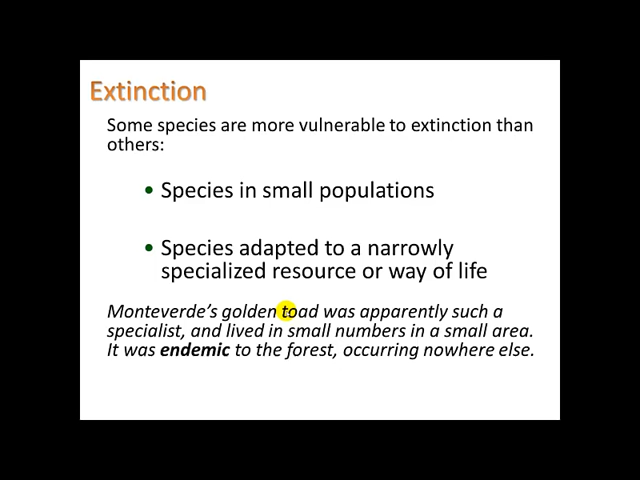 Extinction
Some species are more vulnerable to extinction than
others:
• Species in small populations
• Species adapted to a narrowly
specialized resource or way of life
Monteverde's golden toad was apparently such a
specialist, and lived in small numbers in a small area.
It was endemic to the forest, occurring nowhere else.